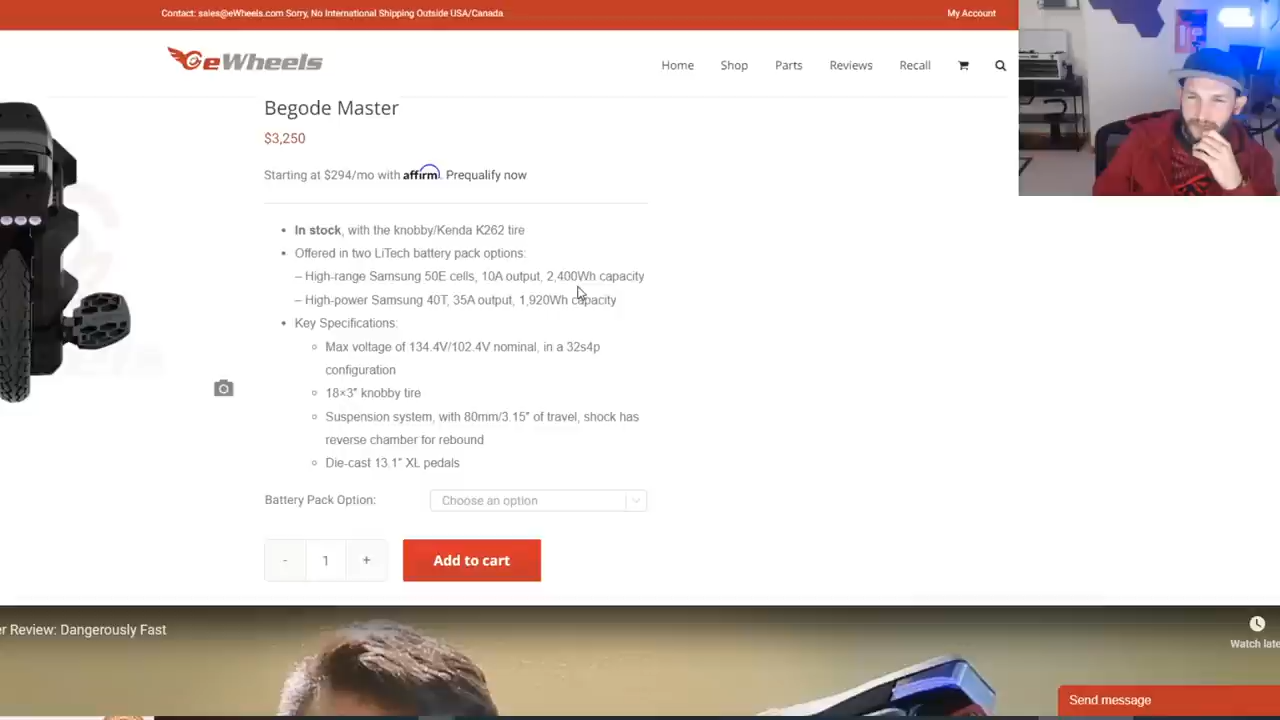 Contact: sales@eWheels.com Sorry, No International Shipping Outside USA/Canada
My Account
eWheels
Home
Shop
Parts
Reviews
Recall
Begode Master
$3,250
Starting at $294/mo with affirm. Prequalify now
• In stock, with the knobby/Kenda K262 tire
• Offered in two LiTech battery pack options:
– High-range Samsung 50E cells, 10A output, 2,400Wh capacity
– High-power Samsung 40T, 35A output, 1,920Wh capacity
• Key Specifications:
Max voltage of 134.4V/102.4V nominal, in a 32s4p
configuration
18×3" knobby tire
Suspension system, with 80mm/3.15" of travel, shock has
reverse chamber for rebound
Die-cast 13.1" XL pedals
Battery Pack Option:
Choose an option
-
1
+
Add to cart
er Review: Dangerously Fast
Watch late
Send message